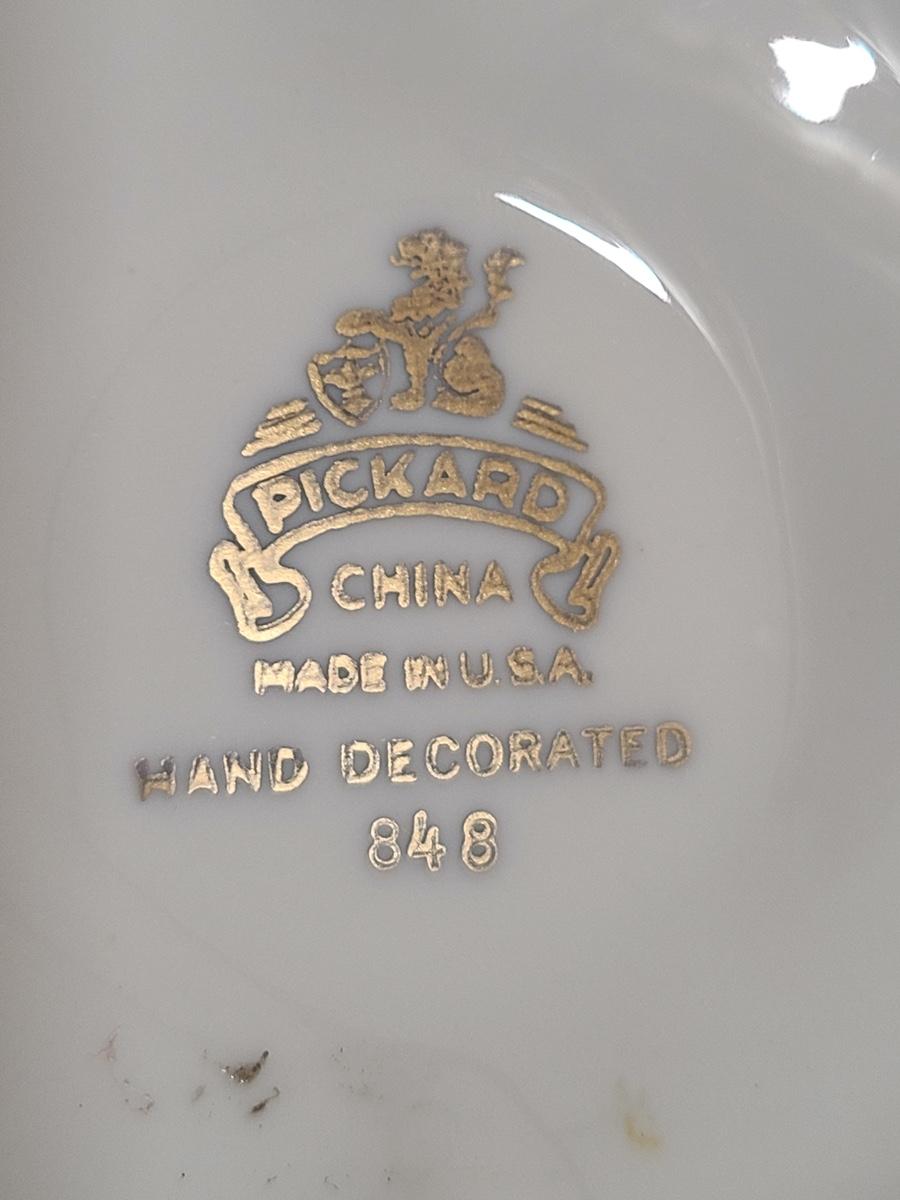 PICKARD
CHINA
MADE IN U.S.A.
HAND DECORATED
848